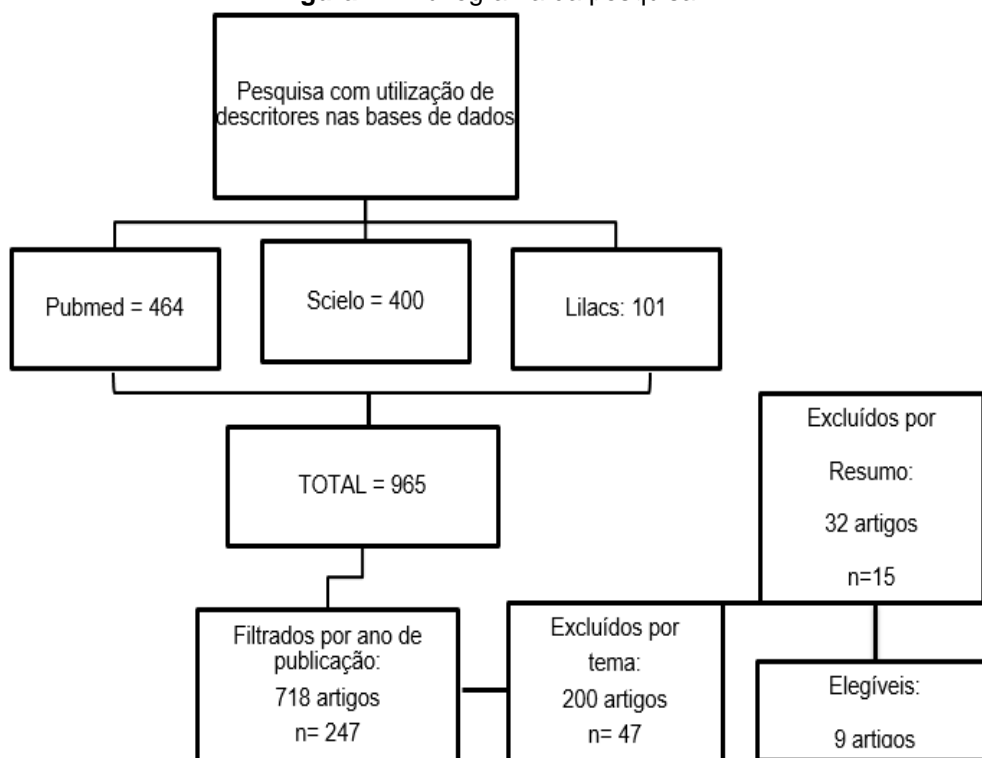 Pesquisa com utilização de
descritores nas bases de dados
Pubmed = 464
Scielo = 400
Lilacs: 101
TOTAL = 965
Filtrados por ano de
publicação:
718 artigos
n= 247
Excluídos por
tema:
200 artigos
n= 47
Excluídos por
Resumo:
32 artigos
n=15
Elegíveis:
9 artigos